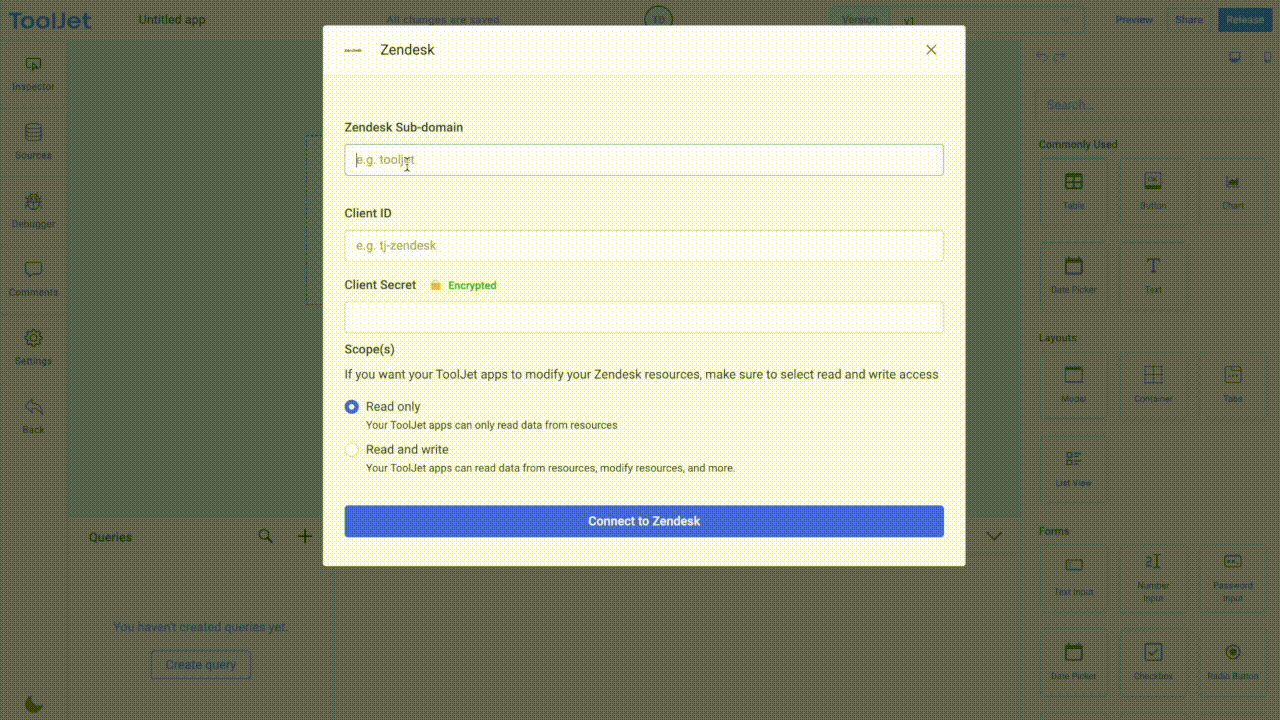 ToolJet
Untitled app
All changes are saved
TD
Version
v1
Preview
Share
Release
Zendesk
Zendesk
Inspector
Sources
Debugger
Comments
Settings
Back
Zendesk Sub-domain
e.g. tooljet
Client ID
e.g. tj-zendesk
Client Secret
Encrypted
Scope(s)
If you want your ToolJet apps to modify your Zendesk resources, make sure to select read and write access
Read only
Your ToolJet apps can only read data from resources
Read and write
Your ToolJet apps can read data from resources, modify resources, and more.
Connect to Zendesk
Queries
You haven't created queries yet.
Create query
Search...
Commonly Used
Table
OK
Button
Chart
Date Picker
Text
Layouts
Modal
Container
Tabs
List View
Forms
Text Input
Number
Input
Password
Input
Date Picker
Checkbox
Radio Button